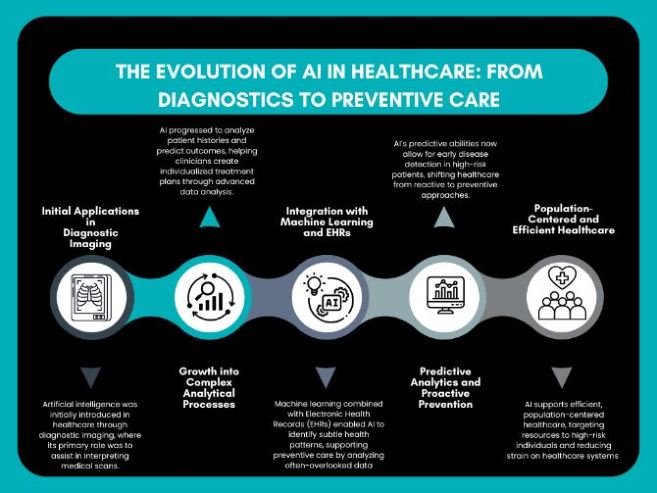 THE EVOLUTION OF AI IN HEALTHCARE: FROM
DIAGNOSTICS TO PREVENTIVE CARE
Initial Applications
in
Diagnostic
Imaging
Artificial intelligence was
initially introduced in
healthcare through
diagnostic imaging, where
its primary role was to
assist in interpreting
medical scans.
AI progressed to analyze
patient histories and
predict outcomes, helping
clinicians create
individualized treatment
plans through advanced
data analysis.
Growth into
Complex
Analytical
Processes
Integration with
Machine Learning
and EHRs
AI
Machine learning combined
with Electronic Health
Records (EHRs) enabled AI to
identify subtle health
patterns, supporting
preventive care by analyzing
often-overlooked data
AI's predictive abilities now
allow for early disease
detection in high-risk
patients, shifting healthcare
from reactive to preventive
approaches.
Predictive
Analytics and
Proactive
Prevention
Population-
Centered and
Efficient Healthcare
AI supports efficient,
population-centered
healthcare, targeting
resources to high-risk
individuals and reducing
strain on healthcare systems